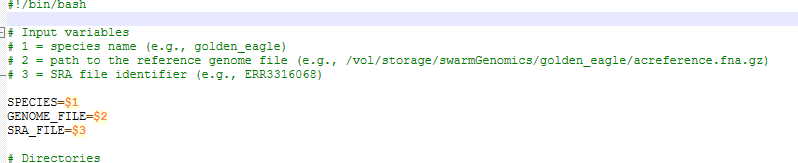 #!/bin/bash
# Input variables
# 1 = species name (e.g., golden_eagle)
# 2 = path to the reference genome file (e.g., /vol/storage/swarmGenomics/golden_eagle/acreference.fna.gz)
# 3 = SRA file identifier (e.g., ERR3316068)
SPECIES=$1
GENOME_FILE=$2
SRA_FILE=$3
# Directories